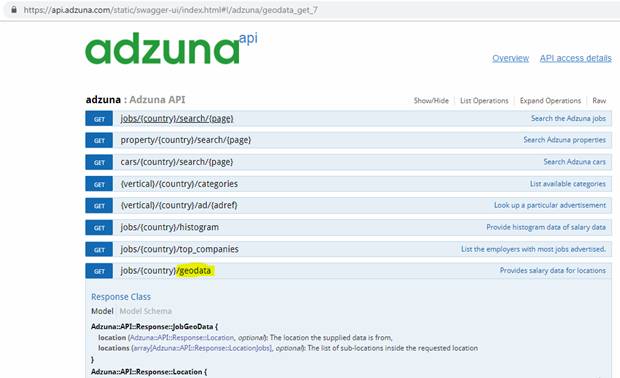 https://api.adzuna.com/static/swagger-ui/index.html#!/adzuna/geodata_get_7
adzuna api
Overview API access details
adzuna : Adzuna API Show/Hide List Operations Expand Operations Raw
GET jobs/{country}/search/{page} Search the Adzuna jobs
GET property/{country}/search/{page} Search Adzuna properties
GET cars/{country}/search/{page} Search Adzuna cars
GET {vertical}/{country}/categories List available categories
GET {vertical}/{country}/ad/{adref} Look up a particular advertisement
GET jobs/{country}/histogram Provide histogram data of salary data
GET jobs/{country}/top_companies List the employers with most jobs advertised.
GET jobs/{country}/geodata Provides salary data for locations
Response Class
Model Model Schema
Adzuna::API::Response::JobGeoData {
location (Adzuna::API::Response::Location, optional): The location the supplied data is from,
locations (array[Adzuna::API::Response::LocationJobs], optional): The list of sub-locations inside the requested location
}
Adzuna::API::Response::Location {